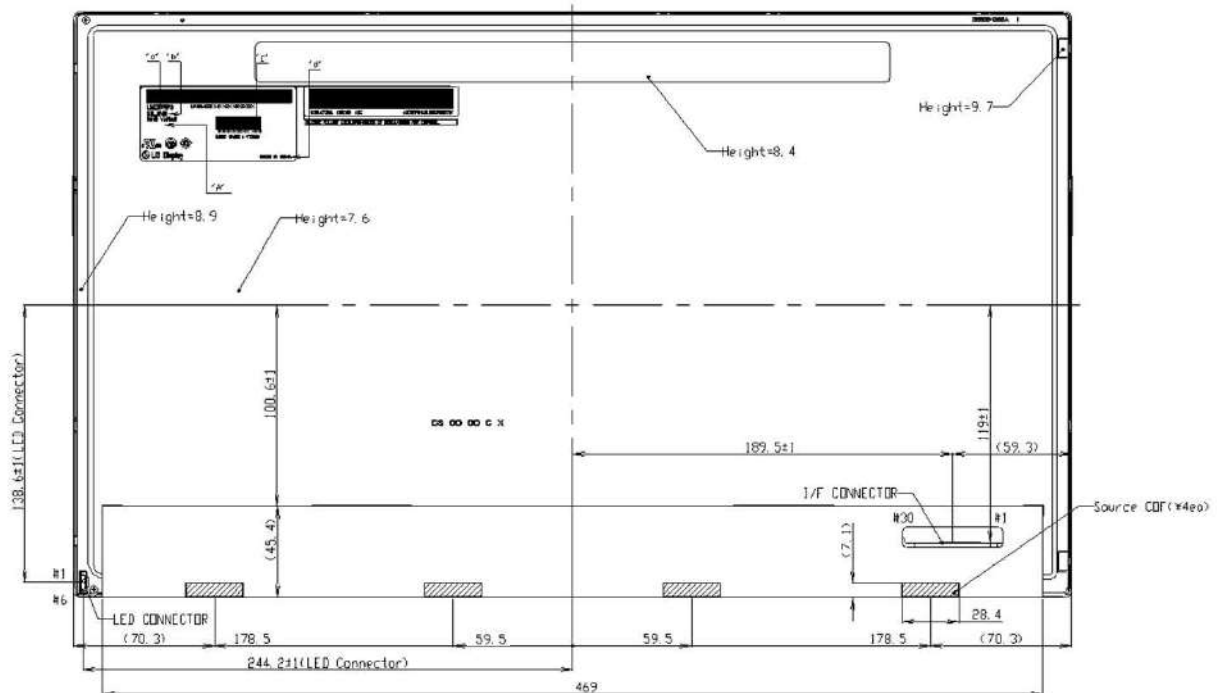 "a" "b"
"c"
"d"
Height=9.7
Height=8.4
LG Display
"A"
Height=8.9
Height=7.6
138.6±1(LED Connector)
100.6±1
119±1
189.5±1
(59.3)
I/F CONNECTOR
Source COF(*4ea)
#30
#1
(45.4)
(7.1)
#1
#6
LED CONNECTOR
28.4
(70.3)
178.5
59.5
59.5
178.5
(70.3)
244.2±1(LED Connector)
469